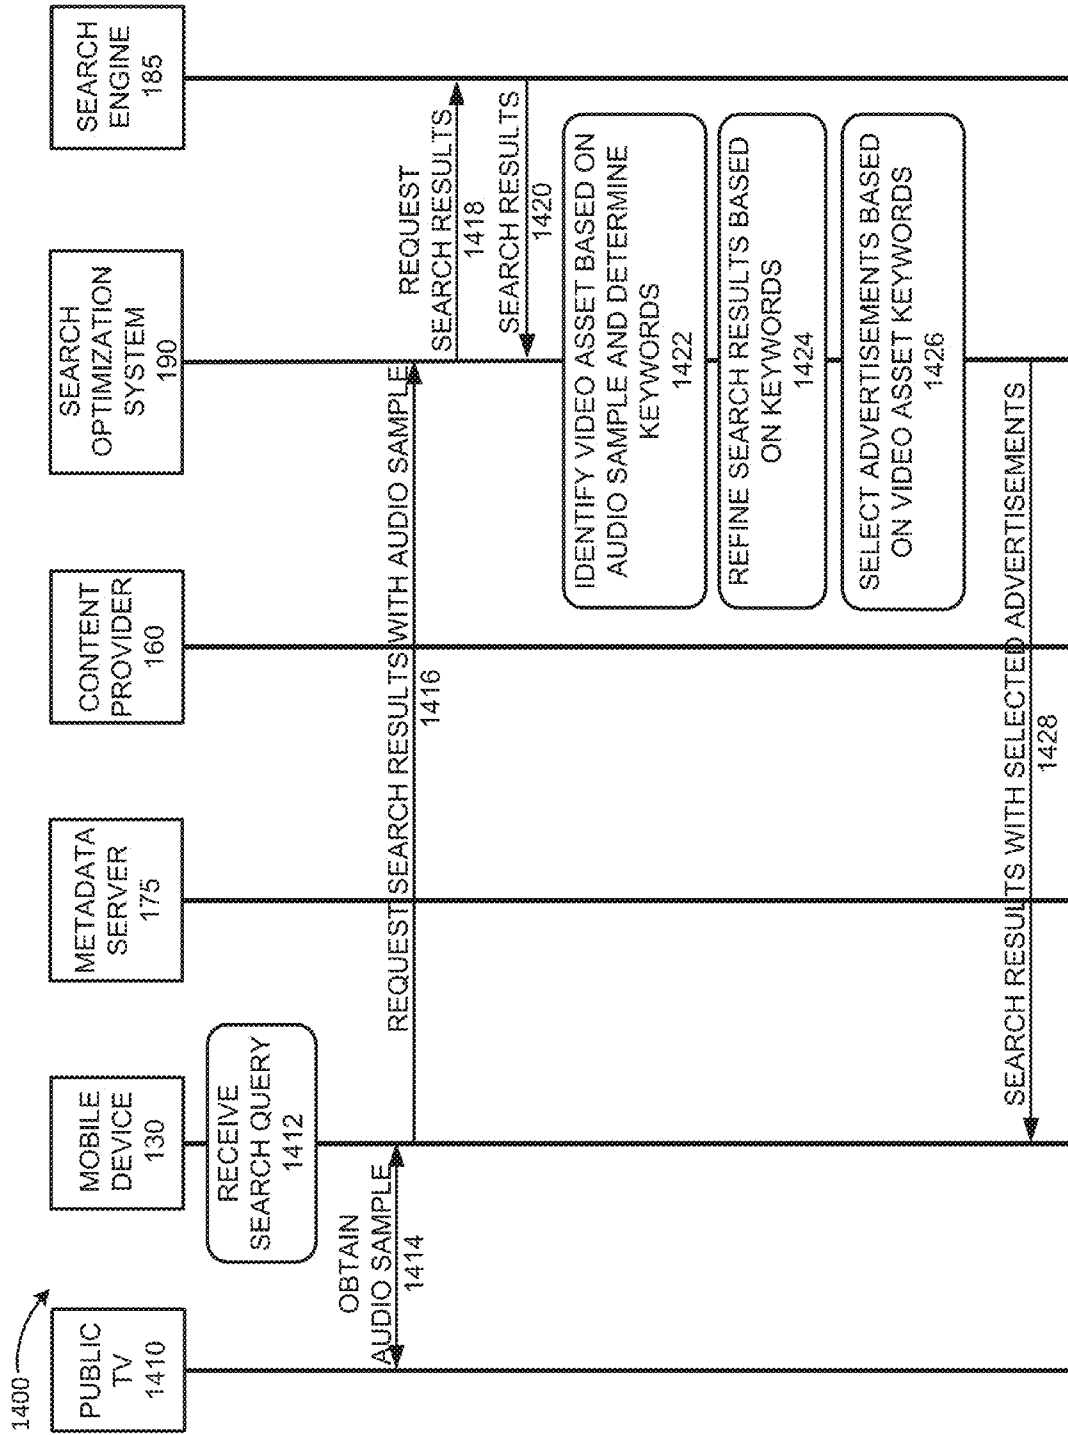 1400
PUBLIC
TV
1410
MOBILE
DEVICE
130
METADATA
SERVER
175
CONTENT
PROVIDER
160
SEARCH
OPTIMIZATION
SYSTEM
190
SEARCH
ENGINE
185
RECEIVE
SEARCH QUERY
1412
OBTAIN
AUDIO SAMPLE
1414
REQUEST SEARCH RESULTS WITH AUDIO SAMPLE
1416
REQUEST
SEARCH RESULTS
1418
SEARCH RESULTS
1420
IDENTIFY VIDEO ASSET BASED ON
AUDIO SAMPLE AND DETERMINE
KEYWORDS
1422
REFINE SEARCH RESULTS BASED
ON KEYWORDS
1424
SELECT ADVERTISEMENTS BASED
ON VIDEO ASSET KEYWORDS
1426
SEARCH RESULTS WITH SELECTED ADVERTISEMENTS
1428